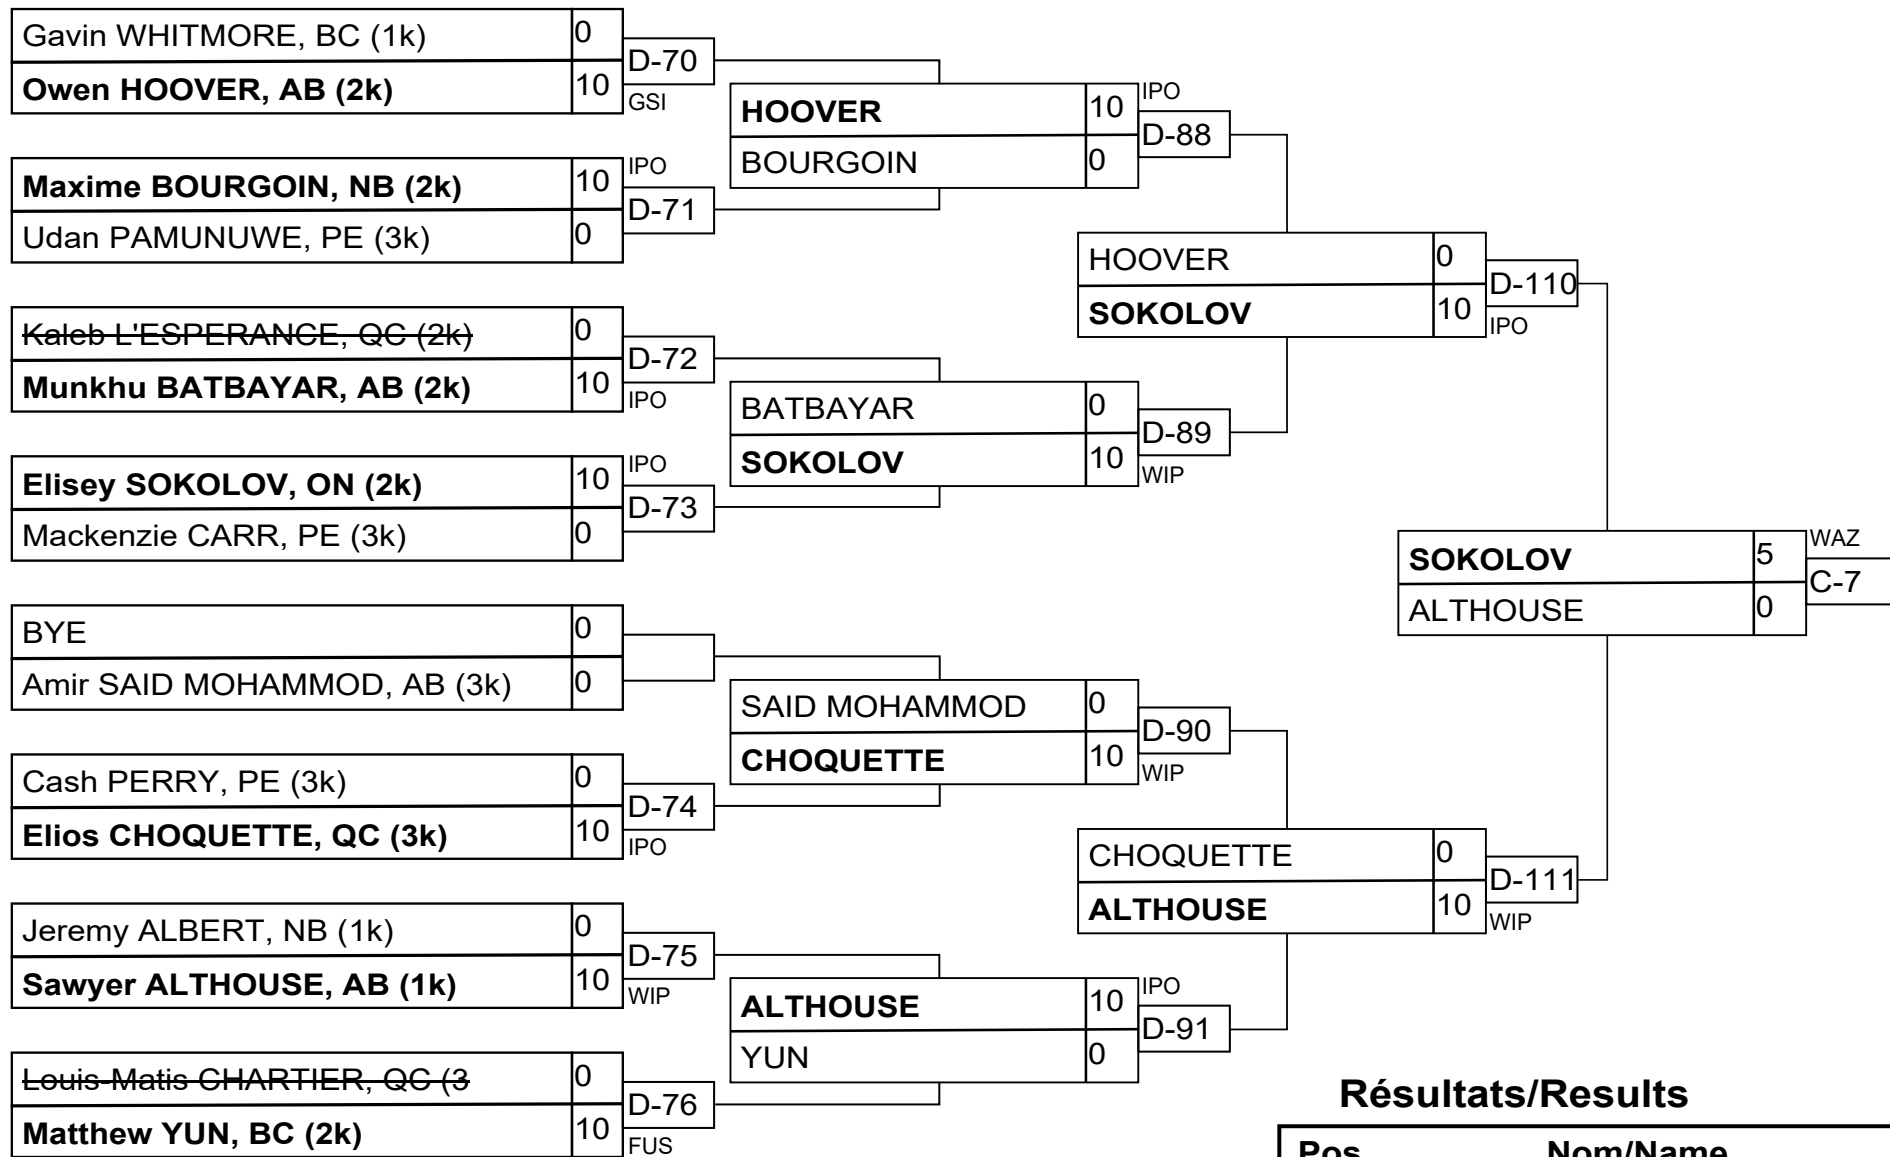 Gavin WHITMORE, BC (1k) 0
D-70
Owen HOOVER, AB (2k) 10
GSI
Maxime BOURGOIN, NB (2k) 10
IPO
D-71
Udan PAMUNUWE, PE (3k) 0
Kaleb L'ESPERANCE, QC (2k) 0
D-72
Munkhu BATBAYAR, AB (2k) 10
IPO
Elisey SOKOLOV, ON (2k) 10
IPO
D-73
Mackenzie CARR, PE (3k) 0
BYE 0
Amir SAID MOHAMMOD, AB (3k) 0
Cash PERRY, PE (3k) 0
D-74
Elios CHOQUETTE, QC (3k) 10
IPO
Jeremy ALBERT, NB (1k) 0
D-75
Sawyer ALTHOUSE, AB (1k) 10
WIP
Louis-Matis CHARTIER, QC (3 0
D-76
Matthew YUN, BC (2k) 10
FUS
HOOVER 10
IPO
D-88
BOURGOIN 0
BATBAYAR 0
D-89
SOKOLOV 10
WIP
SAID MOHAMMOD 0
D-90
CHOQUETTE 10
WIP
ALTHOUSE 10
IPO
D-91
YUN 0
HOOVER 0
D-110
SOKOLOV 10
IPO
CHOQUETTE 0
D-111
ALTHOUSE 10
WIP
SOKOLOV 5
WAZ
C-7
ALTHOUSE 0
Résultats/Results
Pos Nom/Name